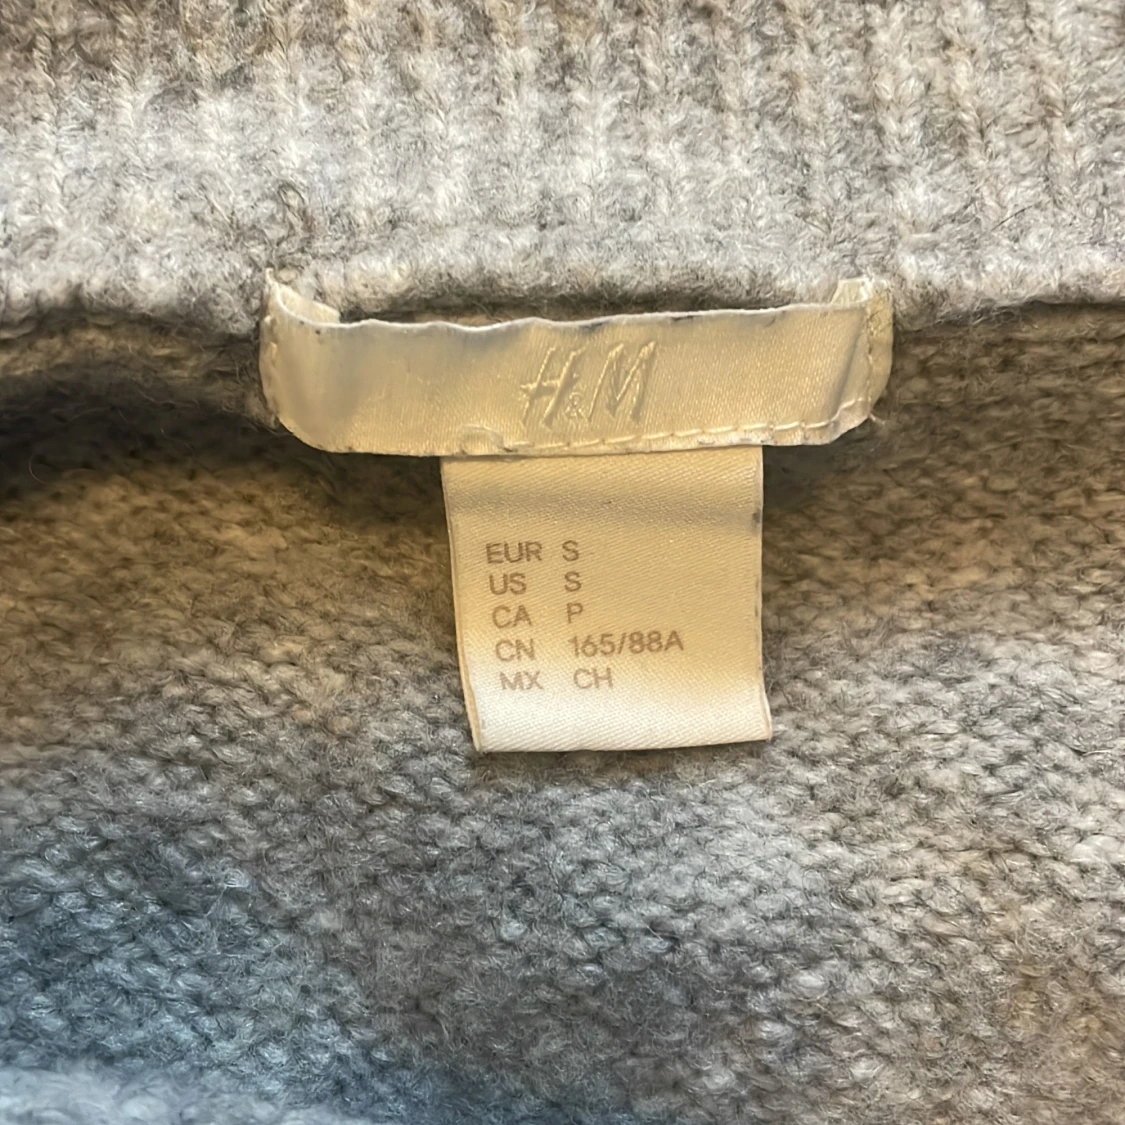 H&M
EUR S
US S
CA P
CN 165/88A
MX CH